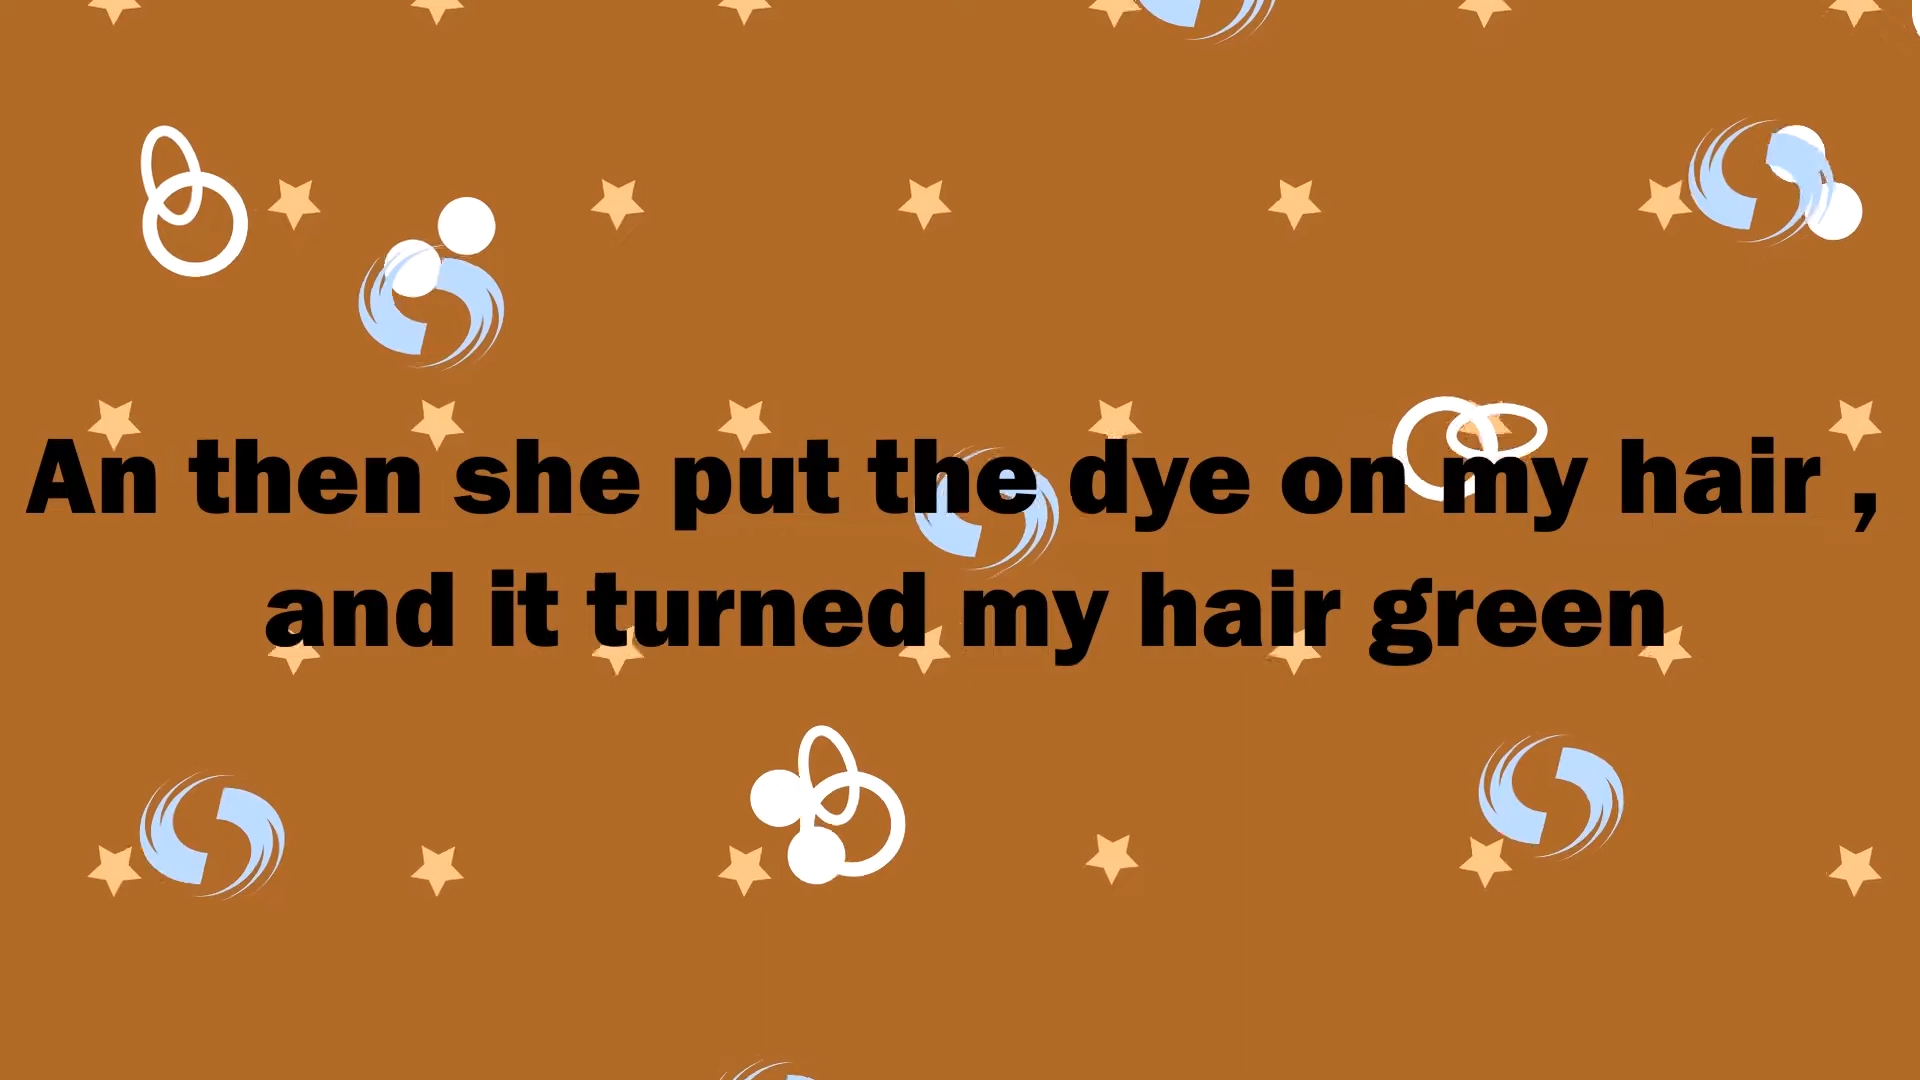 An then she put the dye on my hair ,
and it turned my hair green